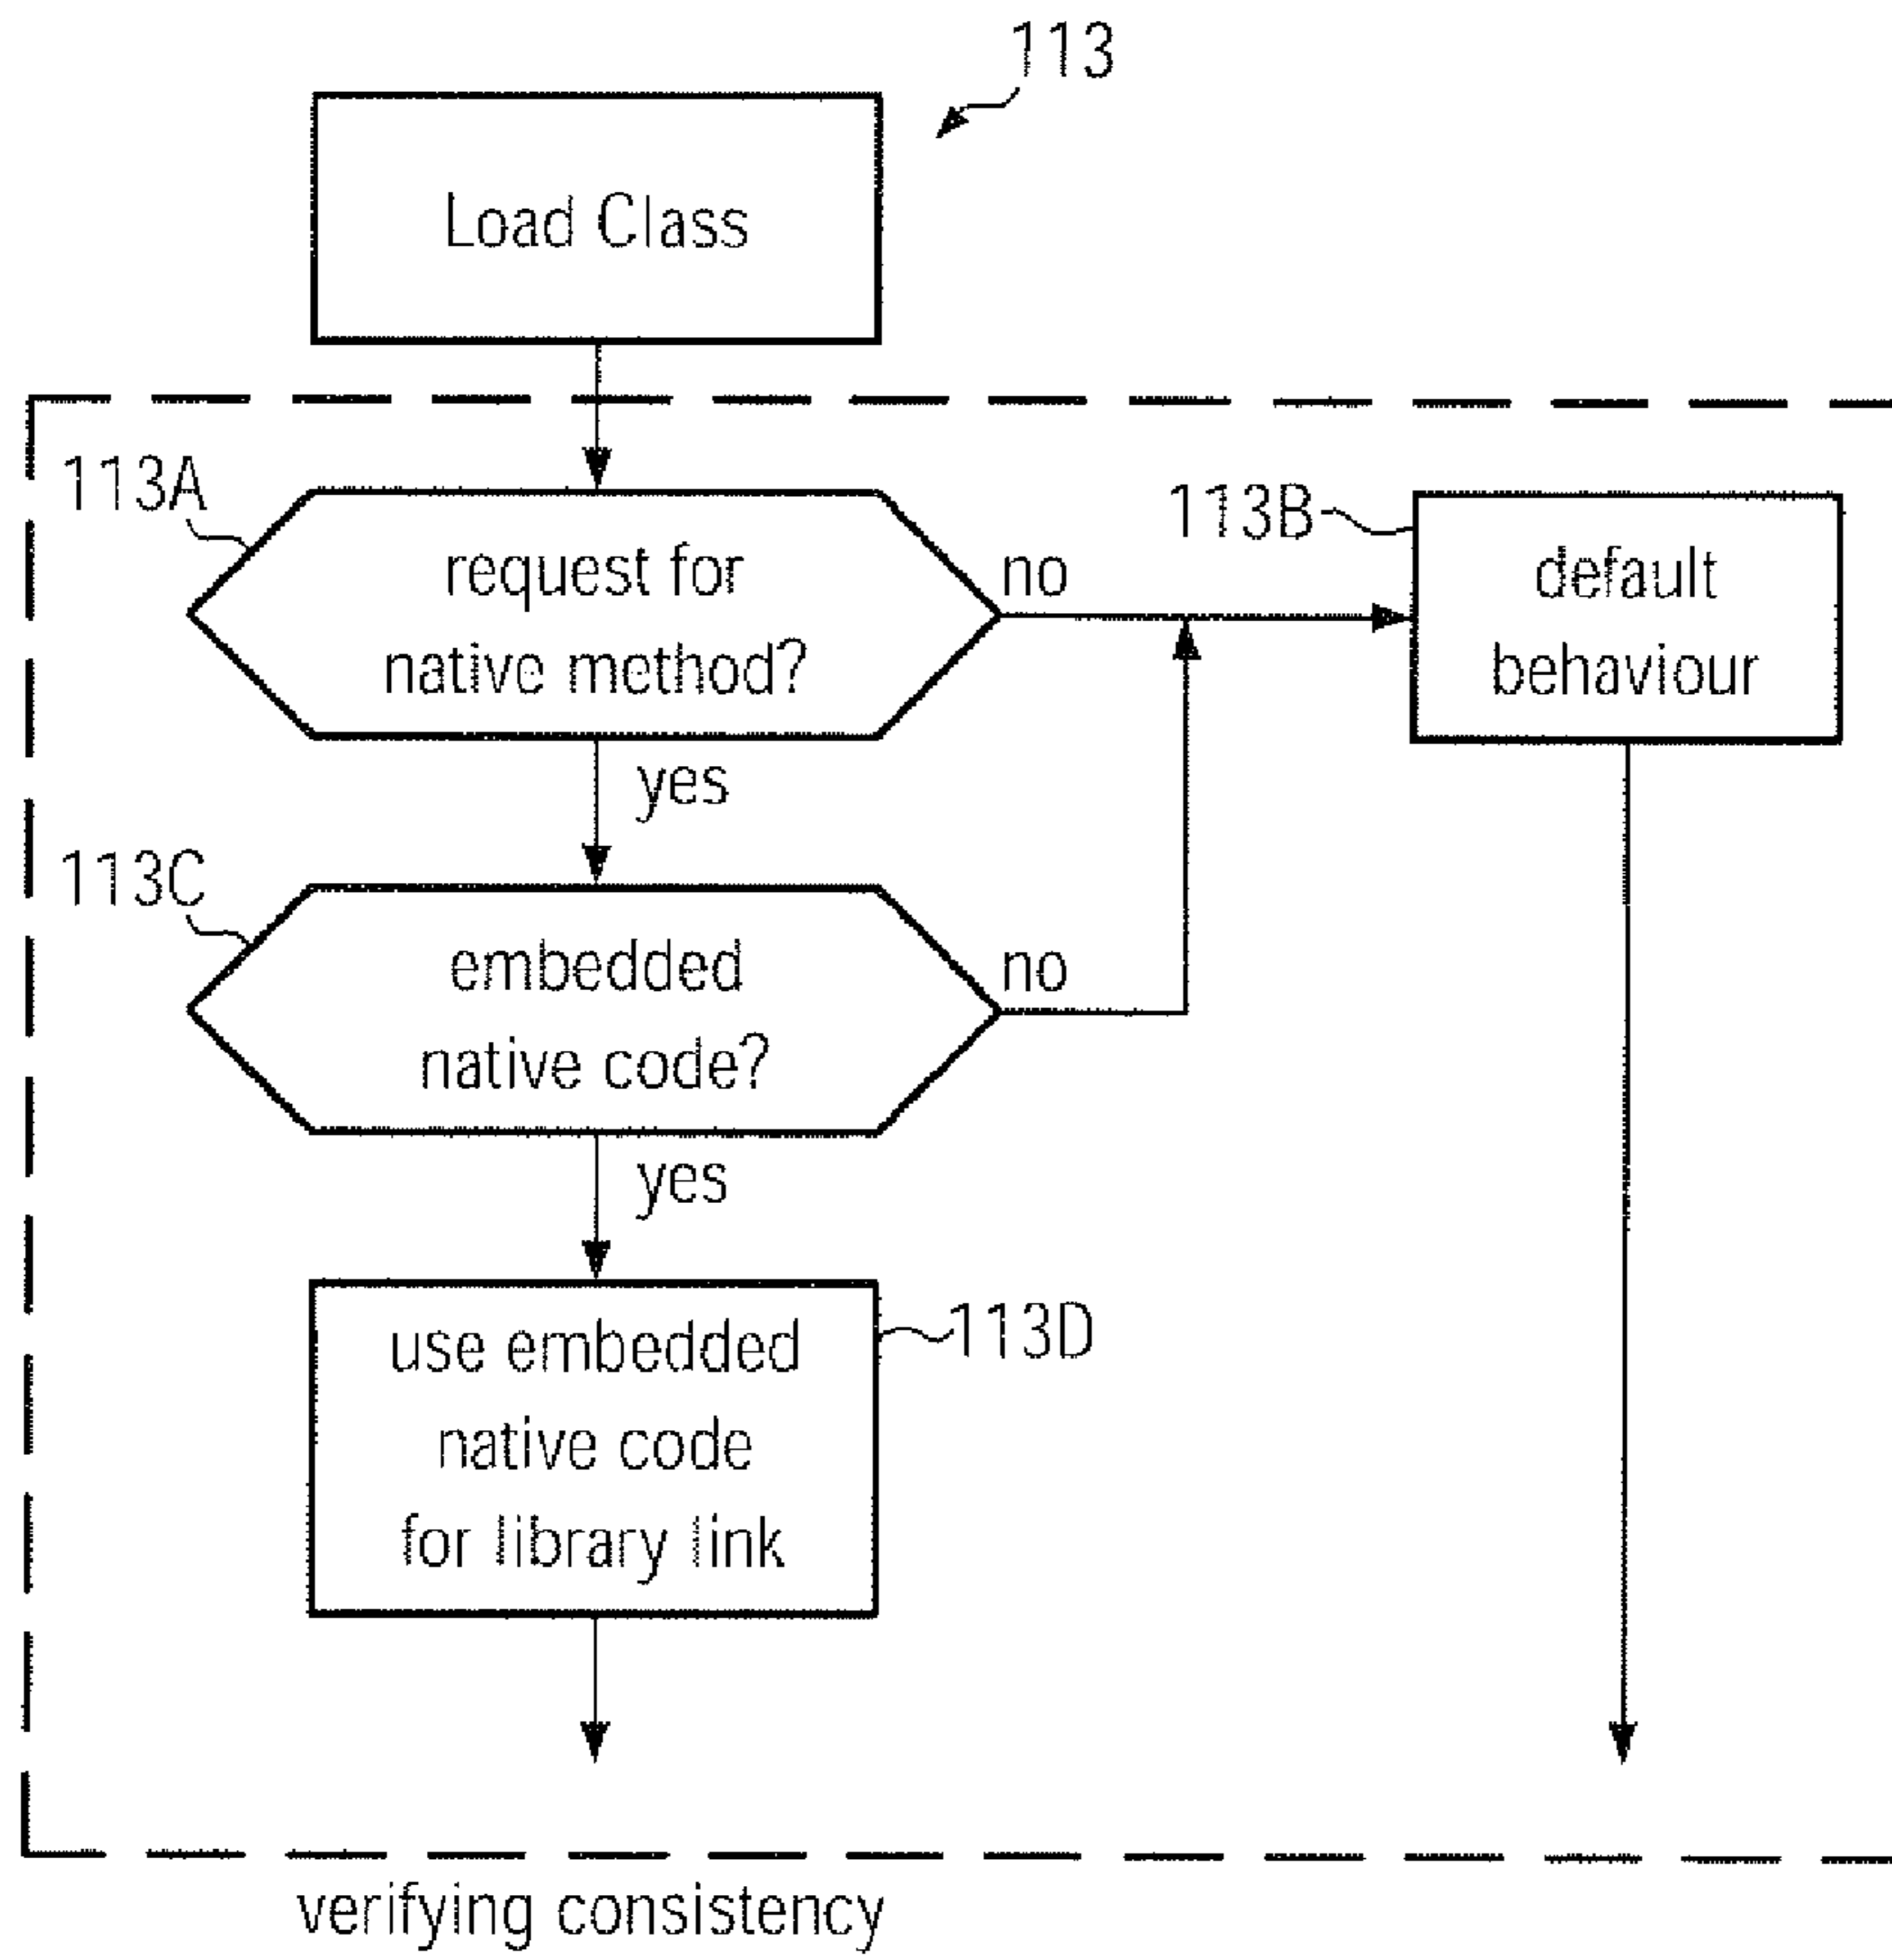 113
Load Class
113A
request for
native method?
no
113B
default
behaviour
yes
113C
embedded
native code?
no
yes
use embedded
native code
for library link
113D
verifying consistency